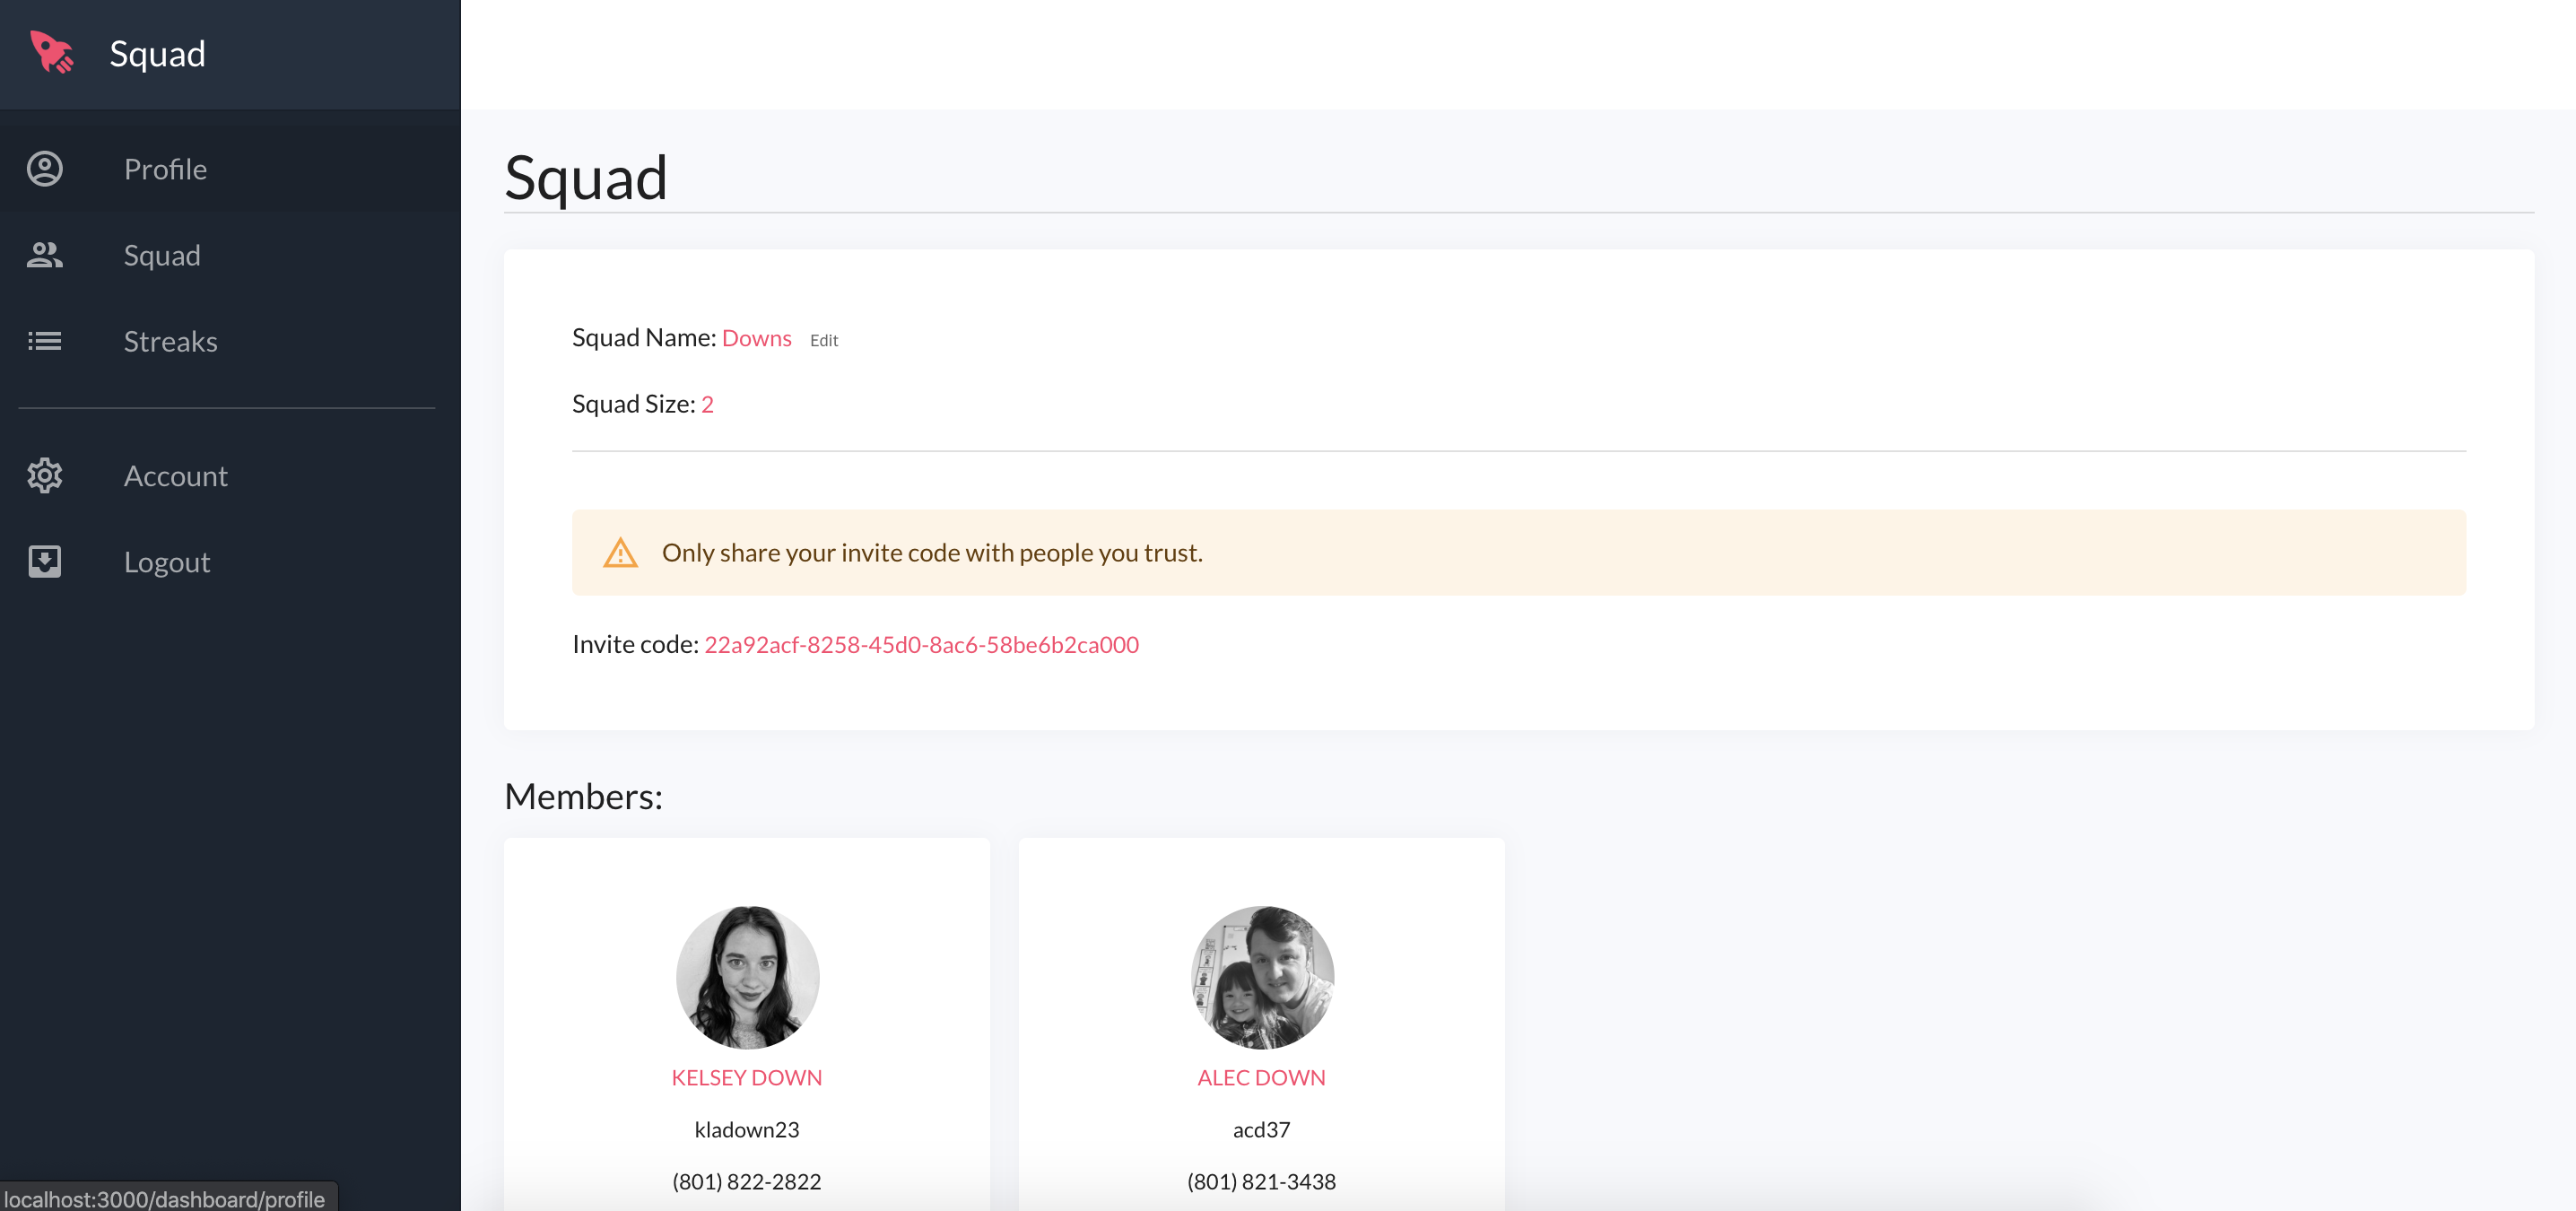 Squad
Profile
Squad
Streaks
Account
Logout
Squad
Squad Name: Downs Edit
Squad Size: 2
Only share your invite code with people you trust.
Invite code: 22a92acf-8258-45d0-8ac6-58be6b2ca000
Members:
KELSEY DOWN
kladown23
(801) 822-2822
ALEC DOWN
acd37
(801) 821-3438
localhost:3000/dashboard/profile